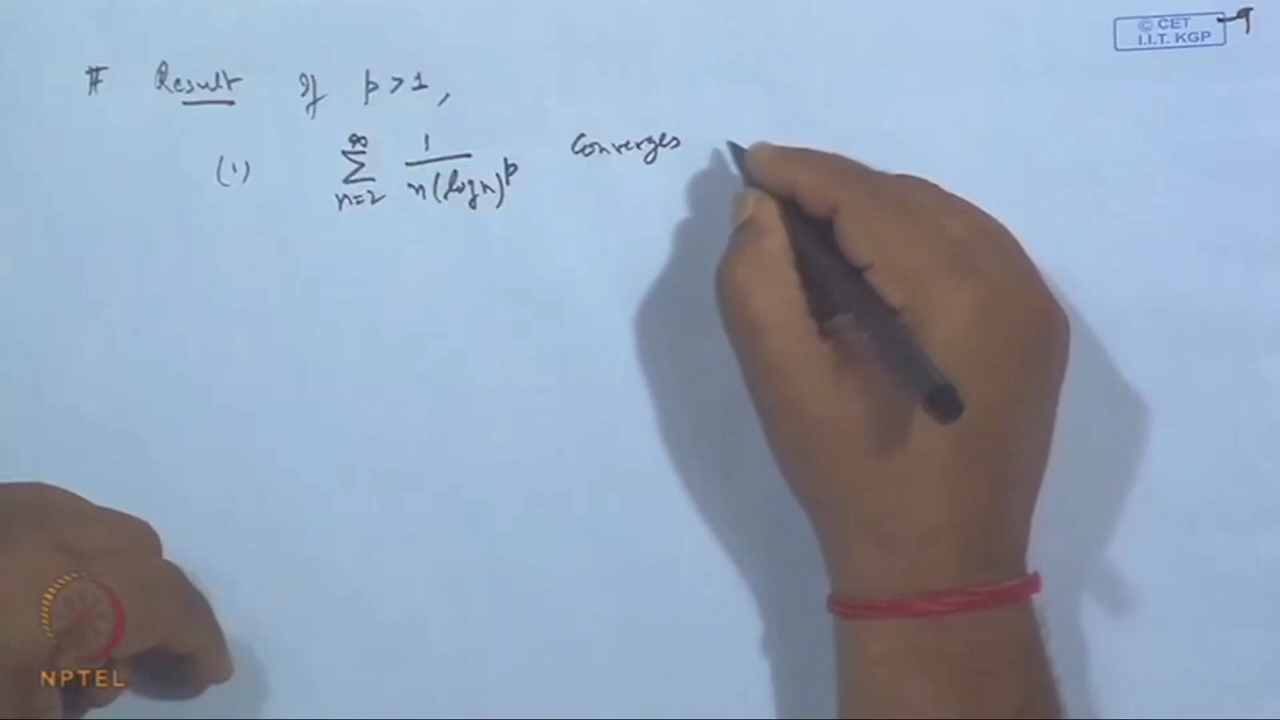 © CET
I.I.T. KGP
# Result If p > 1,
(1) ∞ ∑ n=2 1 / n(log n)^p Converges
NPTEL